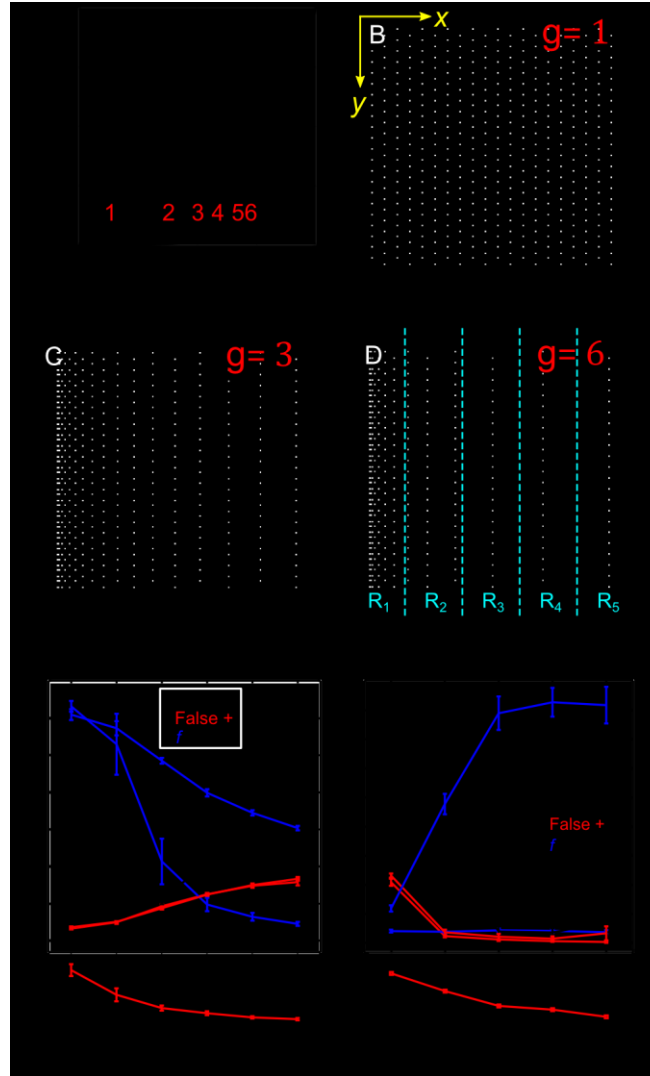 x
B
g= 1
y
1 2 3 4 56
C
g= 3
D
g= 6
R1 R2 R3 R4 R5
False +
f
False +
f